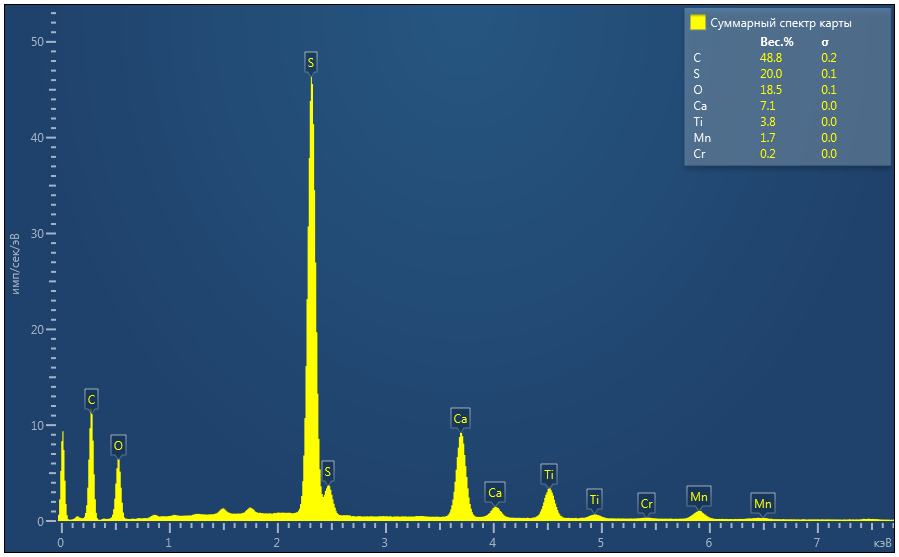 Суммарный спектр карты
Вес.% σ
C 48.8 0.2
S 20.0 0.1
O 18.5 0.1
Ca 7.1 0.0
Ti 3.8 0.0
Mn 1.7 0.0
Cr 0.2 0.0
50
40
30
20
10
0
имп/сек/эВ
S
C
O
S
Ca
Ca
Ti
Ti
Cr
Mn
Mn
0 1 2 3 4 5 6 7 кэВ